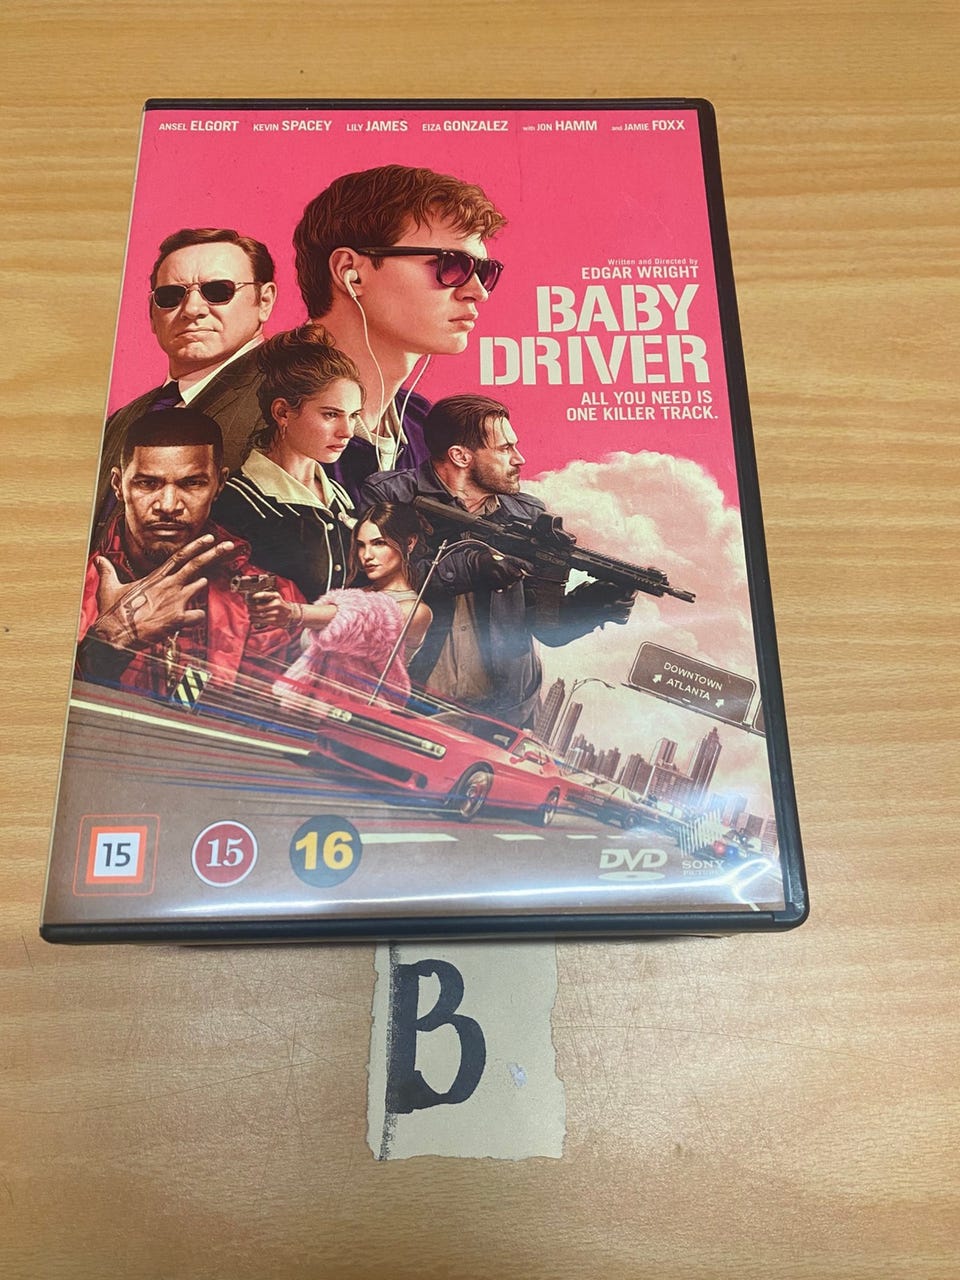 ANSEL ELGORT KEVIN SPACEY LILY JAMES EIZA GONZALEZ with JON HAMM and JAMIE FOXX
Written and Directed by
EDGAR WRIGHT
BABY
DRIVER
ALL YOU NEED IS
ONE KILLER TRACK.
DOWNTOWN
ATLANTA
15
15
16
DVD
SONY
PICTURES
B